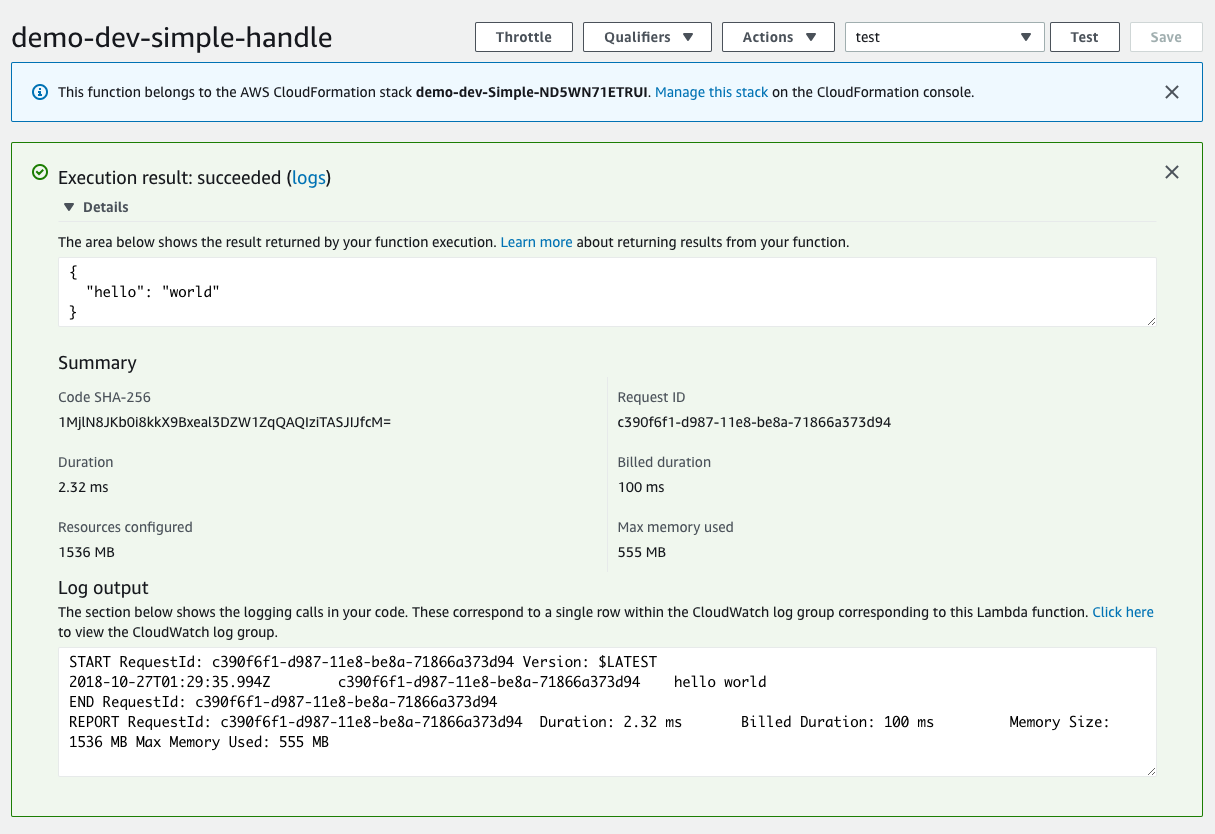 demo-dev-simple-handle
Throttle
Qualifiers
Actions
test
Test
Save
This function belongs to the AWS CloudFormation stack demo-dev-Simple-ND5WN71ETRUI. Manage this stack on the CloudFormation console.
Execution result: succeeded (logs)
Details
The area below shows the result returned by your function execution. Learn more about returning results from your function.
{
"hello": "world"
}
Summary
Code SHA-256
1MjlN8JKb0i8kkX9Bxeal3DZW1ZqQAQIziTASJIJfcM=
Request ID
c390f6f1-d987-11e8-be8a-71866a373d94
Duration
2.32 ms
Billed duration
100 ms
Resources configured
1536 MB
Max memory used
555 MB
Log output
The section below shows the logging calls in your code. These correspond to a single row within the CloudWatch log group corresponding to this Lambda function. Click here
to view the CloudWatch log group.
START RequestId: c390f6f1-d987-11e8-be8a-71866a373d94 Version: $LATEST
2018-10-27T01:29:35.994Z c390f6f1-d987-11e8-be8a-71866a373d94 hello world
END RequestId: c390f6f1-d987-11e8-be8a-71866a373d94
REPORT RequestId: c390f6f1-d987-11e8-be8a-71866a373d94 Duration: 2.32 ms Billed Duration: 100 ms Memory Size:
1536 MB Max Memory Used: 555 MB